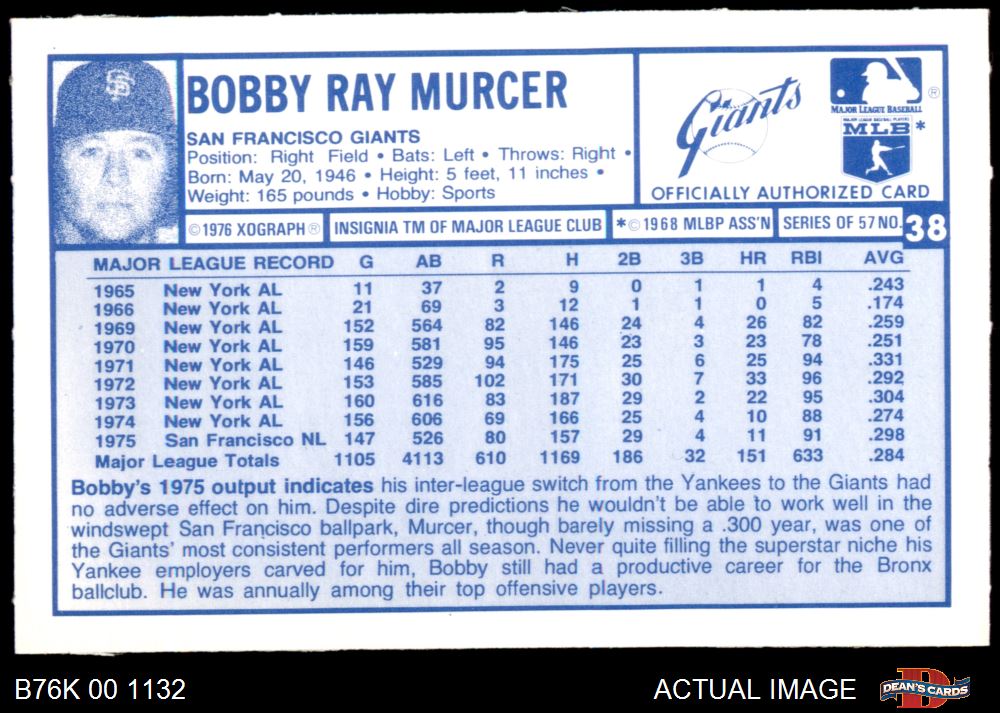 BOBBY RAY MURCER
SAN FRANCISCO GIANTS
Position: Right Field • Bats: Left • Throws: Right •
Born: May 20, 1946 • Height: 5 feet, 11 inches •
Weight: 165 pounds • Hobby: Sports
SF
Giants
MAJOR LEAGUE BASEBALL ®
MAJOR LEAGUE BASEBALL PLAYERS
MLB *
OFFICIALLY AUTHORIZED CARD
© 1976 XOGRAPH ® INSIGNIA TM OF MAJOR LEAGUE CLUB * © 1968 MLBP ASS'N SERIES OF 57 NO. 38
MAJOR LEAGUE RECORD G AB R H 2B 3B HR RBI AVG
1965 New York AL 11 37 2 9 0 1 1 4 .243
1966 New York AL 21 69 3 12 1 1 0 5 .174
1969 New York AL 152 564 82 146 24 4 26 82 .259
1970 New York AL 159 581 95 146 23 3 23 78 .251
1971 New York AL 146 529 94 175 25 6 25 94 .331
1972 New York AL 153 585 102 171 30 7 33 96 .292
1973 New York AL 160 616 83 187 29 2 22 95 .304
1974 New York AL 156 606 69 166 25 4 10 88 .274
1975 San Francisco NL 147 526 80 157 29 4 11 91 .298
Major League Totals 1105 4113 610 1169 186 32 151 633 .284
Bobby's 1975 output indicates his inter-league switch from the Yankees to the Giants had
no adverse effect on him. Despite dire predictions he wouldn't be able to work well in the
windswept San Francisco ballpark, Murcer, though barely missing a .300 year, was one of
the Giants' most consistent performers all season. Never quite filling the superstar niche his
Yankee employers carved for him, Bobby still had a productive career for the Bronx
ballclub. He was annually among their top offensive players.
B76K 00 1132
ACTUAL IMAGE
DEAN'S CARDS